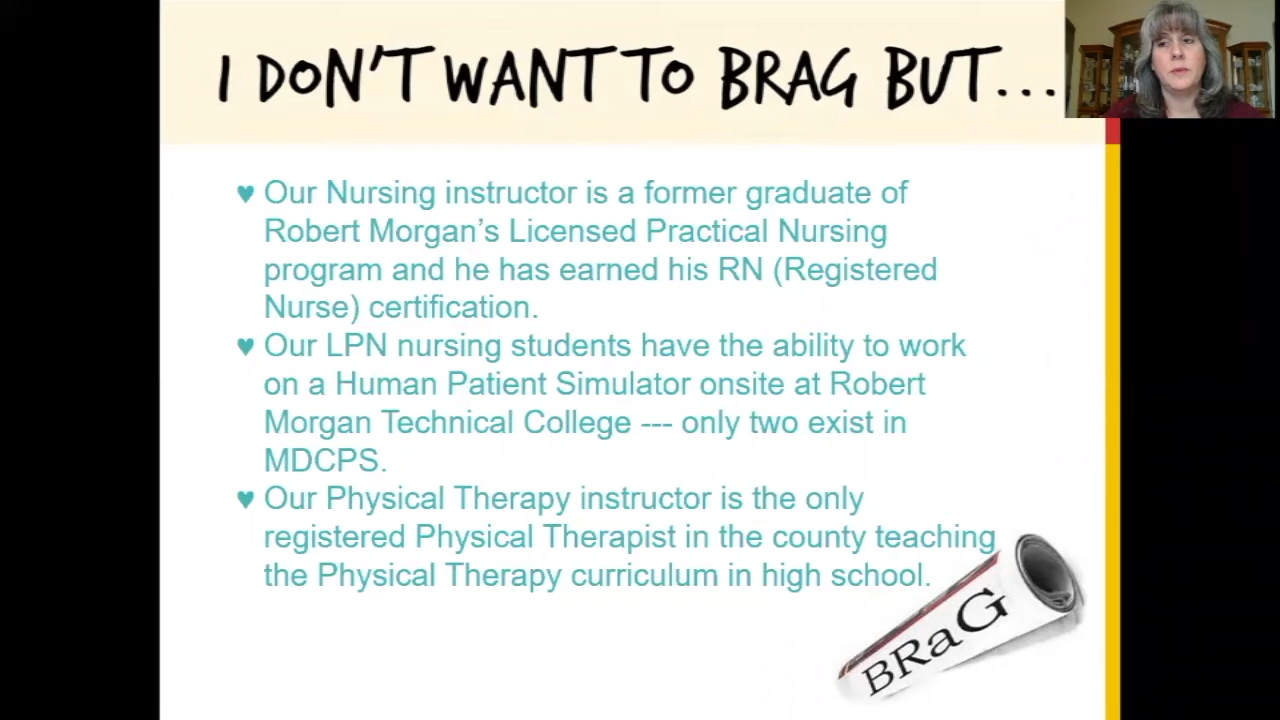 I DON'T WANT TO BRAG BUT...
♥ Our Nursing instructor is a former graduate of
Robert Morgan’s Licensed Practical Nursing
program and he has earned his RN (Registered
Nurse) certification.
♥ Our LPN nursing students have the ability to work
on a Human Patient Simulator onsite at Robert
Morgan Technical College --- only two exist in
MDCPS.
♥ Our Physical Therapy instructor is the only
registered Physical Therapist in the county teaching
the Physical Therapy curriculum in high school.
BRaG